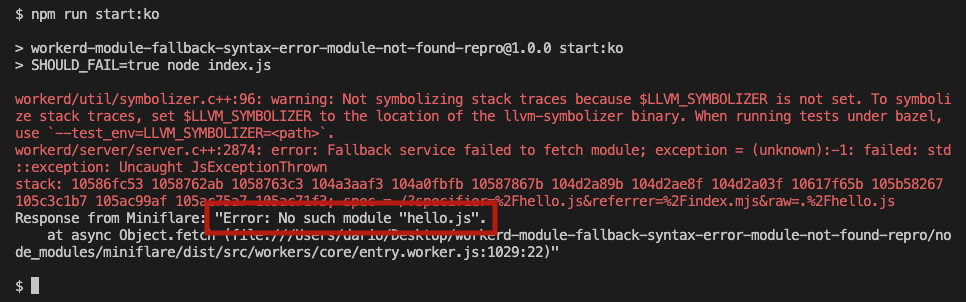 $ npm run start:ko
> workerd-module-fallback-syntax-error-module-not-found-repro@1.0.0 start:ko
> SHOULD_FAIL=true node index.js
workerd/util/symbolizer.c++:96: warning: Not symbolizing stack traces because $LLVM_SYMBOLIZER is not set. To symboli
ze stack traces, set $LLVM_SYMBOLIZER to the location of the llvm-symbolizer binary. When running tests under bazel,
use `--test_env=LLVM_SYMBOLIZER=<path>`.
workerd/server/server.c++:2874: error: Fallback service failed to fetch module; exception = (unknown):-1: failed: std
::exception: Uncaught JsExceptionThrown
stack: 10586fc53 1058762ab 1058763c3 104a3aaf3 104a0fbfb 10587867b 104d2a89b 104d2ae8f 104d2a03f 10617f65b 105b58267
105c3c1b7 105ac99af 105ac75a7 105ac71f3; spec = /?specifier=%2Fhello.js&referrer=%2Findex.mjs&raw=.%2Fhello.js
Response from Miniflare: "Error: No such module "hello.js".
at async Object.fetch (file:///Users/dario/Desktop/workerd-module-fallback-syntax-error-module-not-found-repro/no
de_modules/miniflare/dist/src/workers/core/entry.worker.js:1029:22)"
$